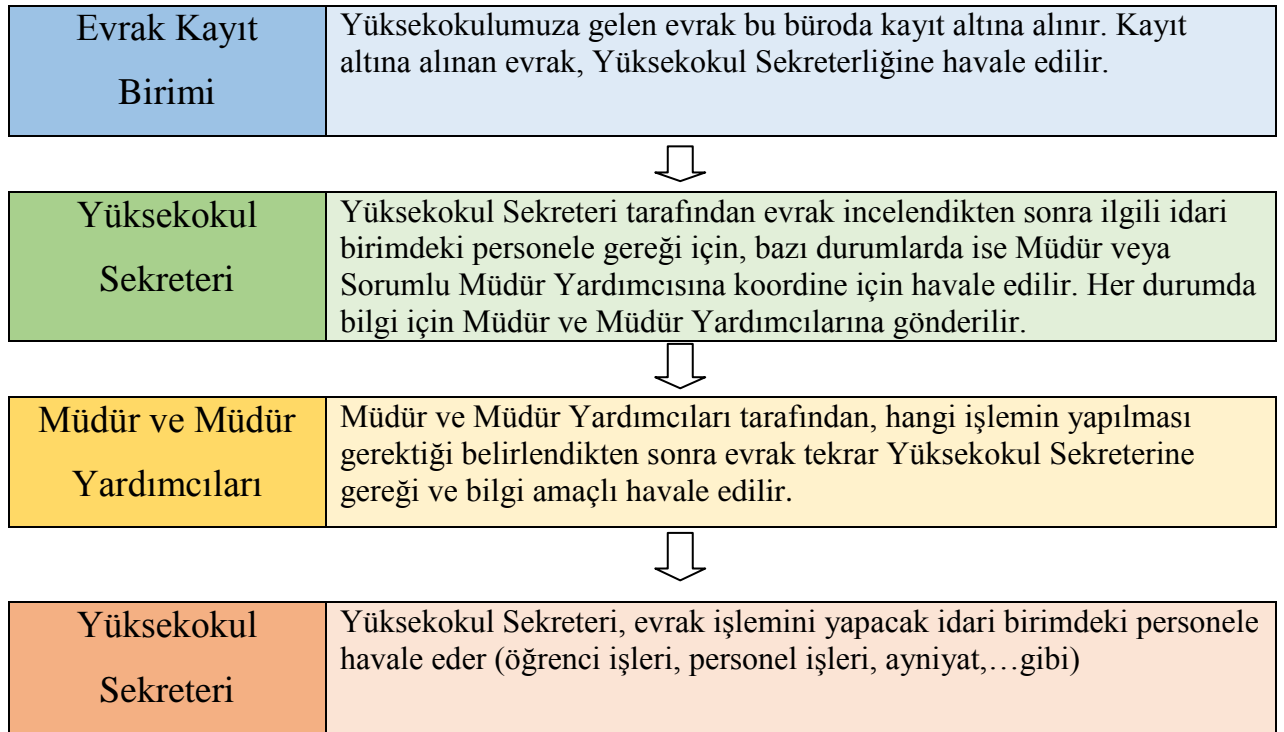 Evrak Kayıt
Birimi
Yüksekokulumuza gelen evrak bu büroda kayıt altına alınır. Kayıt
altına alınan evrak, Yüksekokul Sekreterliğine havale edilir.
Yüksekokul
Sekreteri
Yüksekokul Sekreteri tarafından evrak incelendikten sonra ilgili idari
birimdeki personele gereği için, bazı durumlarda ise Müdür veya
Sorumlu Müdür Yardımcısına koordine için havale edilir. Her durumda
bilgi için Müdür ve Müdür Yardımcılarına gönderilir.
Müdür ve Müdür
Yardımcıları
Müdür ve Müdür Yardımcıları tarafından, hangi işlemin yapılması
gerektiği belirlendikten sonra evrak tekrar Yüksekokul Sekreterine
gereği ve bilgi amaçlı havale edilir.
Yüksekokul
Sekreteri
Yüksekokul Sekreteri, evrak işlemini yapacak idari birimdeki personele
havale eder (öğrenci işleri, personel işleri, ayniyat,…gibi)